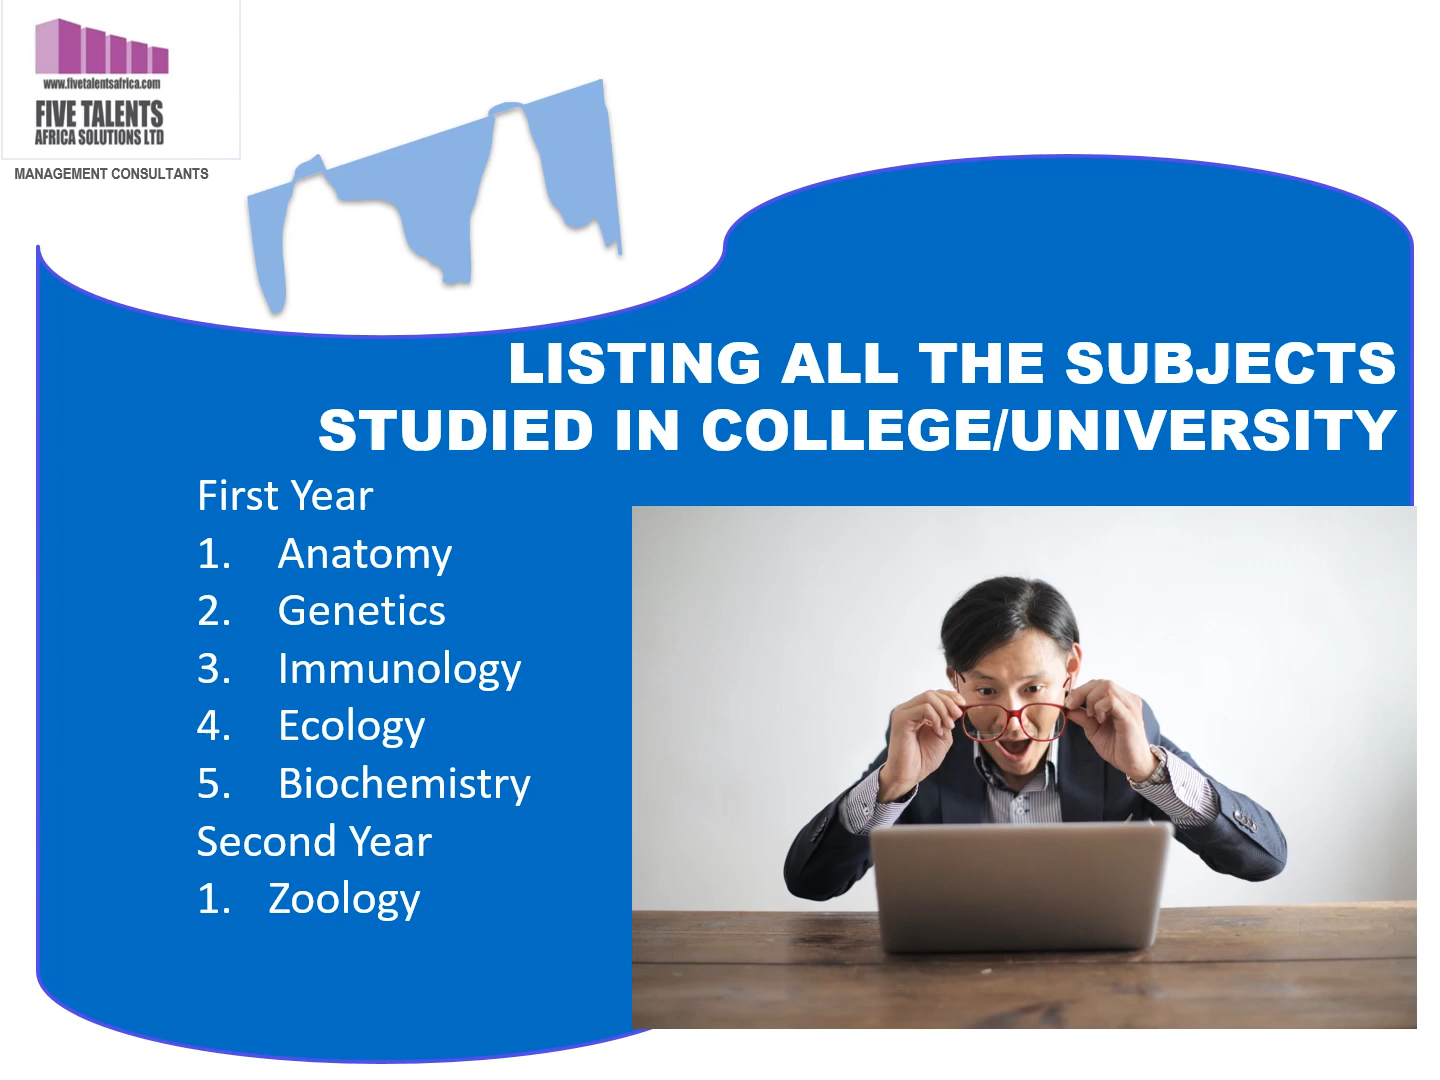 www.fivetalentsafrica.com
FIVE TALENTS
AFRICA SOLUTIONS LTD
MANAGEMENT CONSULTANTS
LISTING ALL THE SUBJECTS
STUDIED IN COLLEGE/UNIVERSITY
First Year
1. Anatomy
2. Genetics
3. Immunology
4. Ecology
5. Biochemistry
Second Year
1. Zoology